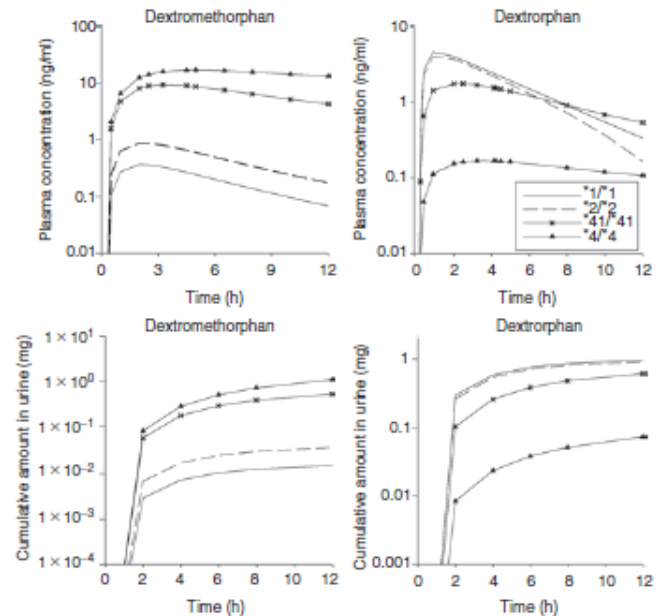 Dextromethorphan
Plasma concentration (ng/ml)
100
10
1
0.1
0.01
0 3 6 9 12
Time (h)
Dextrorphan
Plasma concentration (ng/ml)
10
1
0.1
0.01
*1/*1
*2/*2
*41/*41
*4/*4
0 2 4 6 8 10 12
Time (h)
Dextromethorphan
Cumulative amount in urine (mg)
1×10¹
1×10⁰
1×10⁻¹
1×10⁻²
1×10⁻³
1×10⁻⁴
0 2 4 6 8 10 12
Time (h)
Dextrorphan
Cumulative amount in urine (mg)
1
0.1
0.01
0.001
0 2 4 6 8 10 12
Time (h)